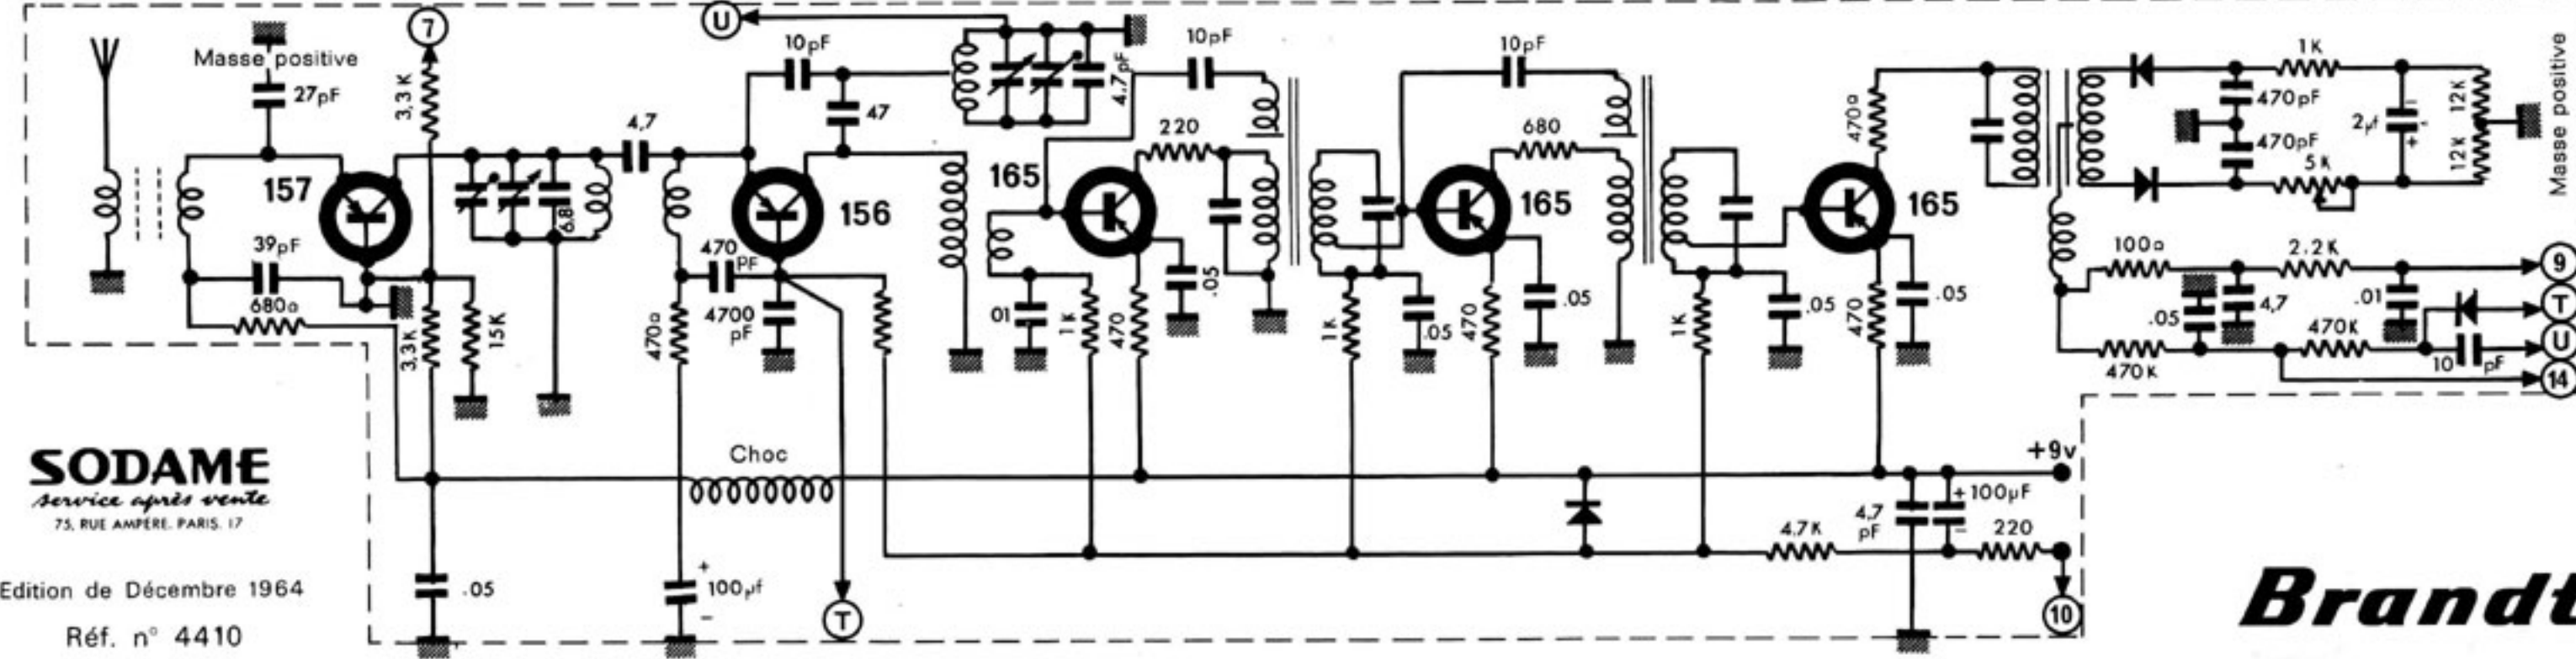 7
U
Masse positive
27pF
3,3K
10pF
47
4.7pF
10pF
10pF
4,7
157
6,8
156
165
220
165
680
165
470Ω
1K
470pF
470pF
2µf
-
+
5K
12K
12K
Masse positive
39pF
680Ω
3,3K
15K
470Ω
470
PF
4700
pF
01
1K
470
.05
1K
.05
470
.05
1K
.05
470
.05
100Ω
2.2K
9
.05
4,7
.01
T
470K
470K
10
pF
U
14
SODAME
service après vente
75, RUE AMPÈRE. PARIS. 17
Choc
+9v
4.7K
4.7
pF
+100µF
-
220
Edition de Décembre 1964
Réf. n° 4410
.05
+
100µf
-
T
10
Brandt